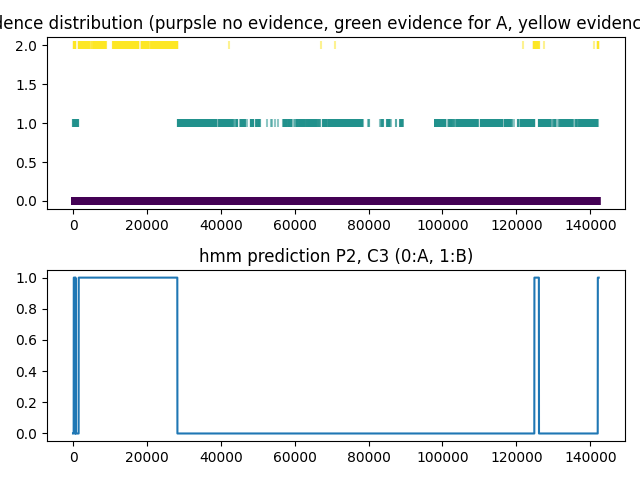 dence distribution (purpsle no evidence, green evidence for A, yellow evidenc
2.0
1.5
1.0
0.5
0.0
0 20000 40000 60000 80000 100000 120000 140000
hmm prediction P2, C3 (0:A, 1:B)
1.0
0.8
0.6
0.4
0.2
0.0
0 20000 40000 60000 80000 100000 120000 140000